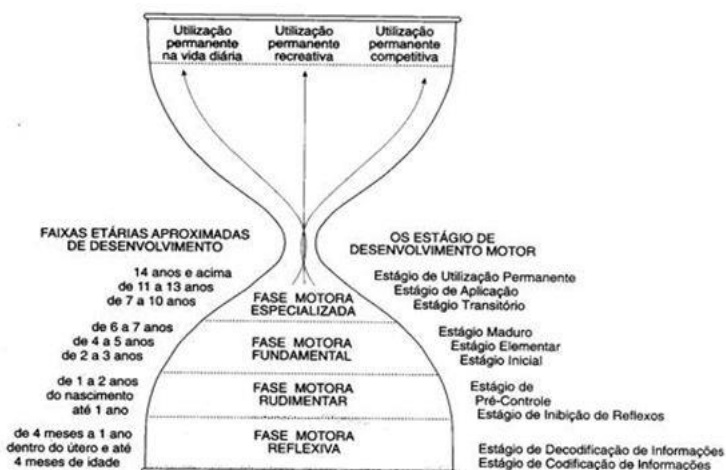 Utilização permanente na vida diária
Utilização permanente recreativa
Utilização permanente competitiva
FAIXAS ETÁRIAS APROXIMADAS
DE DESENVOLVIMENTO
OS ESTÁGIO DE
DESENVOLVIMENTO MOTOR
14 anos e acima
de 11 a 13 anos
de 7 a 10 anos
FASE MOTORA
ESPECIALIZADA
Estágio de Utilização Permanente
Estágio de Aplicação
Estágio Transitório
de 6 a 7 anos
de 4 a 5 anos
de 2 a 3 anos
FASE MOTORA
FUNDAMENTAL
Estágio Maduro
Estágio Elementar
Estágio Inicial
de 1 a 2 anos
do nascimento
até 1 ano
FASE MOTORA
RUDIMENTAR
Estágio de
Pré-Controle
Estágio de Inibição de Reflexos
de 4 meses a 1 ano
dentro do útero e até
4 meses de idade
FASE MOTORA
REFLEXIVA
Estágio de Decodificação de Informações
Estágio de Codificação de Informações